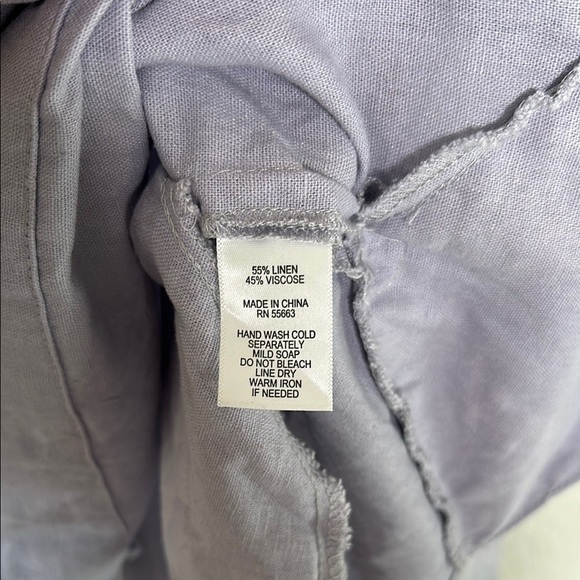 55% LINEN
45% VISCOSE
MADE IN CHINA
RN 55663
HAND WASH COLD
SEPARATELY
MILD SOAP
DO NOT BLEACH
LINE DRY
WARM IRON
IF NEEDED